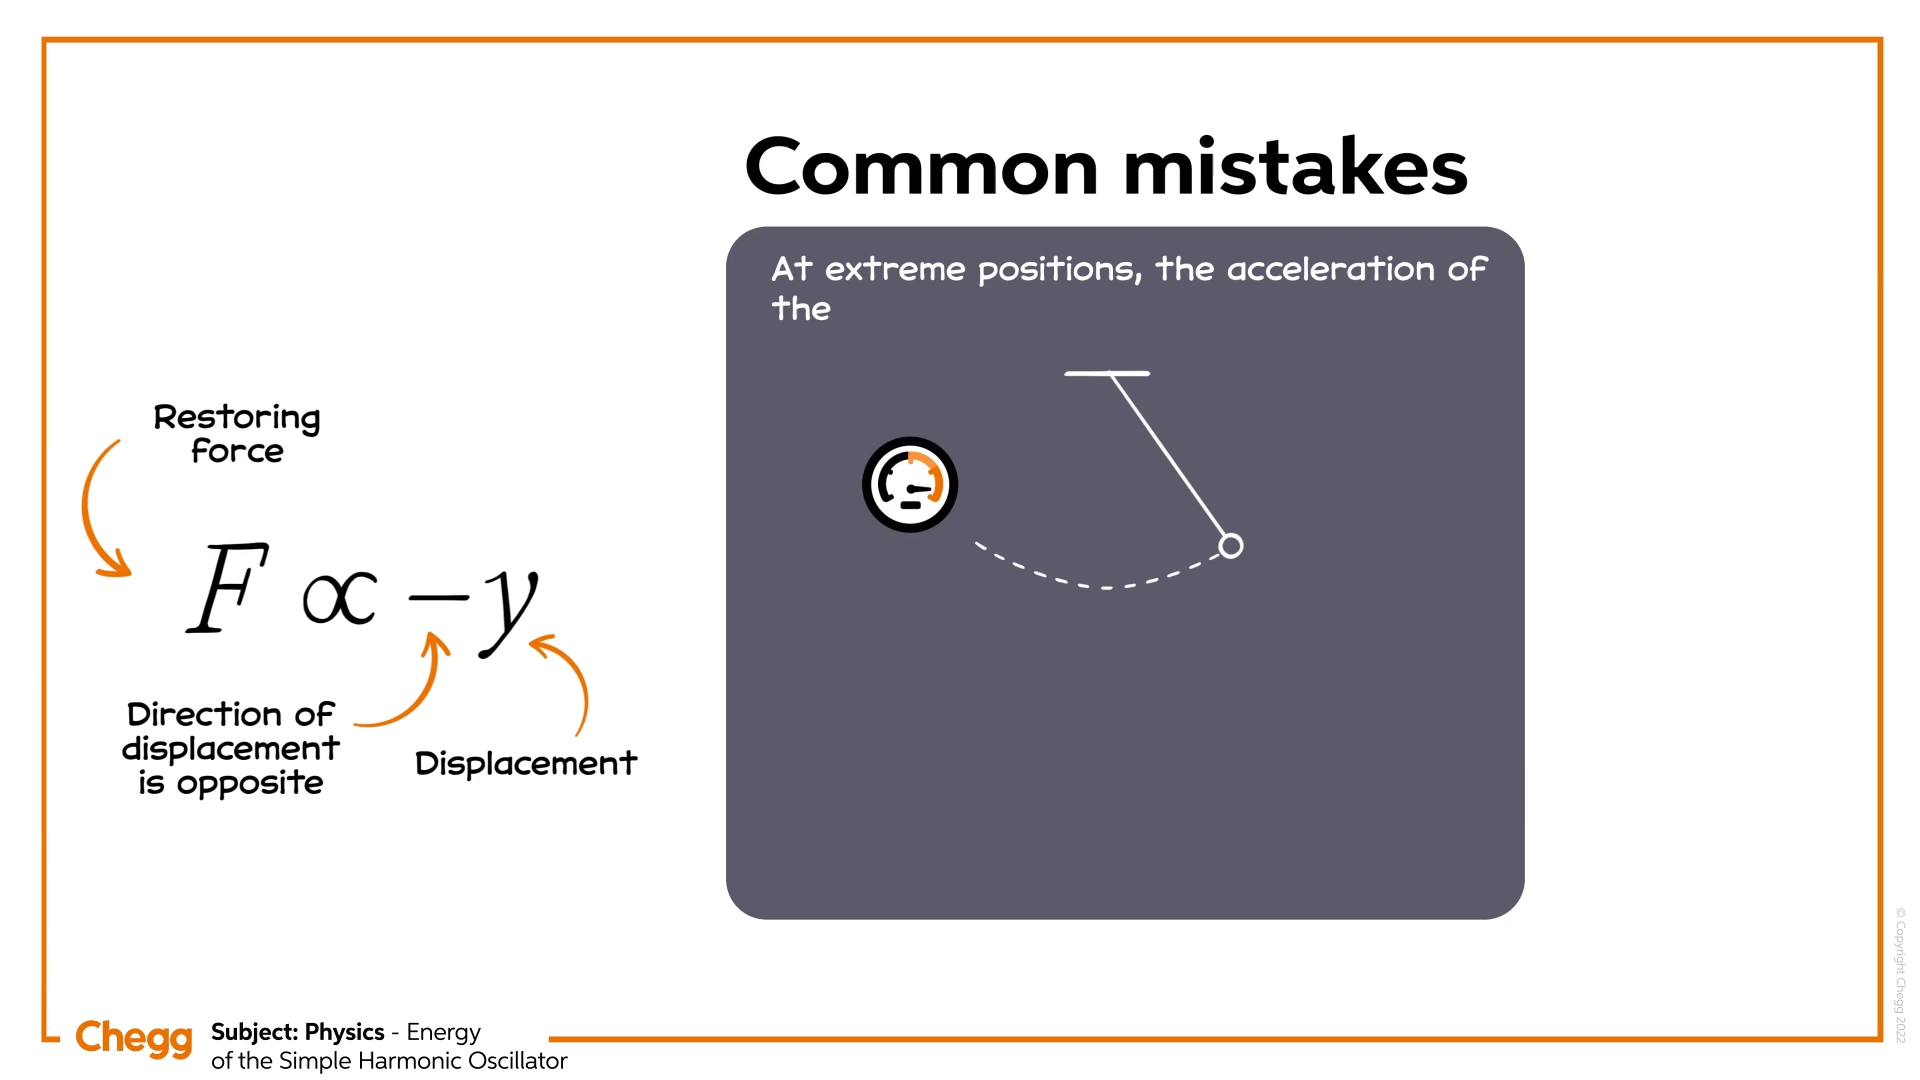 Common mistakes
At extreme positions, the acceleration of
the
Restoring
force
F ∝ −y
Direction of
displacement
is opposite
Displacement
Chegg
Subject: Physics - Energy
of the Simple Harmonic Oscillator
© Copyright Chegg 2022